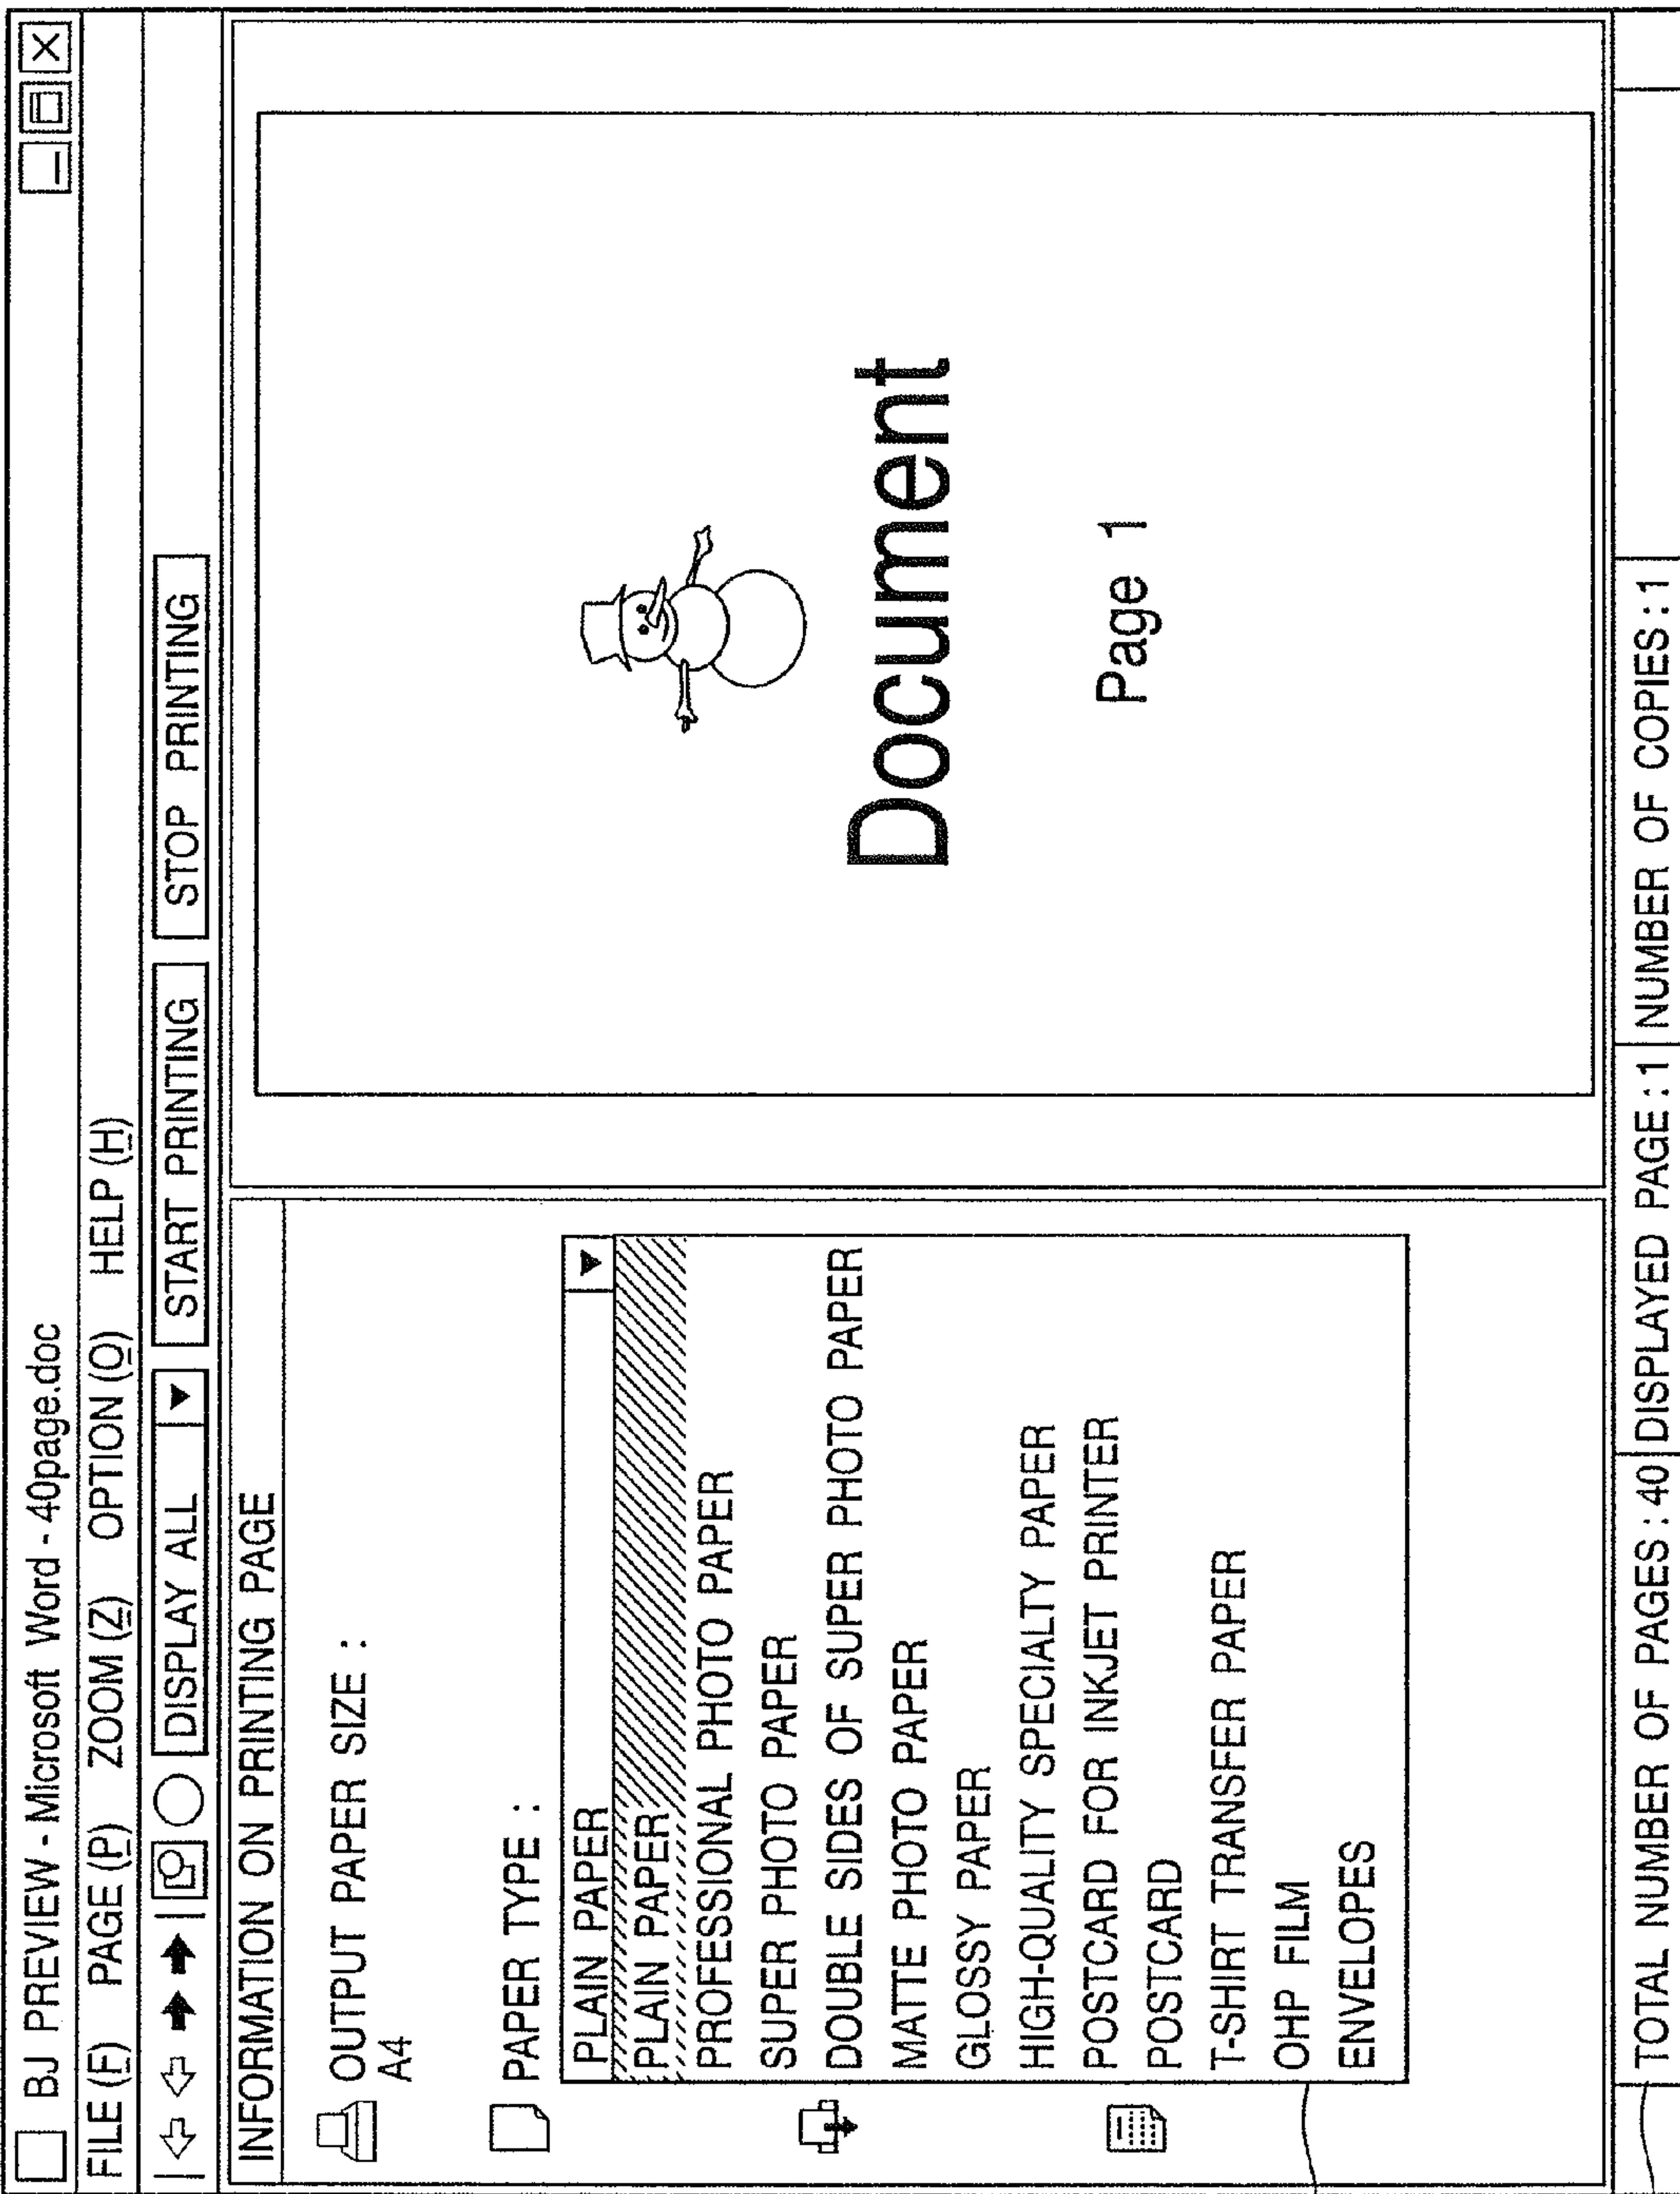 BJ PREVIEW - Microsoft Word - 40page.doc
FILE (F) PAGE (P) ZOOM (Z) OPTION (O) HELP (H)
DISPLAY ALL START PRINTING STOP PRINTING
INFORMATION ON PRINTING PAGE
OUTPUT PAPER SIZE :
A4
PAPER TYPE :
PLAIN PAPER
PLAIN PAPER
PROFESSIONAL PHOTO PAPER
SUPER PHOTO PAPER
DOUBLE SIDES OF SUPER PHOTO PAPER
MATTE PHOTO PAPER
GLOSSY PAPER
HIGH-QUALITY SPECIALTY PAPER
POSTCARD FOR INKJET PRINTER
POSTCARD
T-SHIRT TRANSFER PAPER
OHP FILM
ENVELOPES
Document
Page 1
TOTAL NUMBER OF PAGES : 40 DISPLAYED PAGE : 1 NUMBER OF COPIES : 1